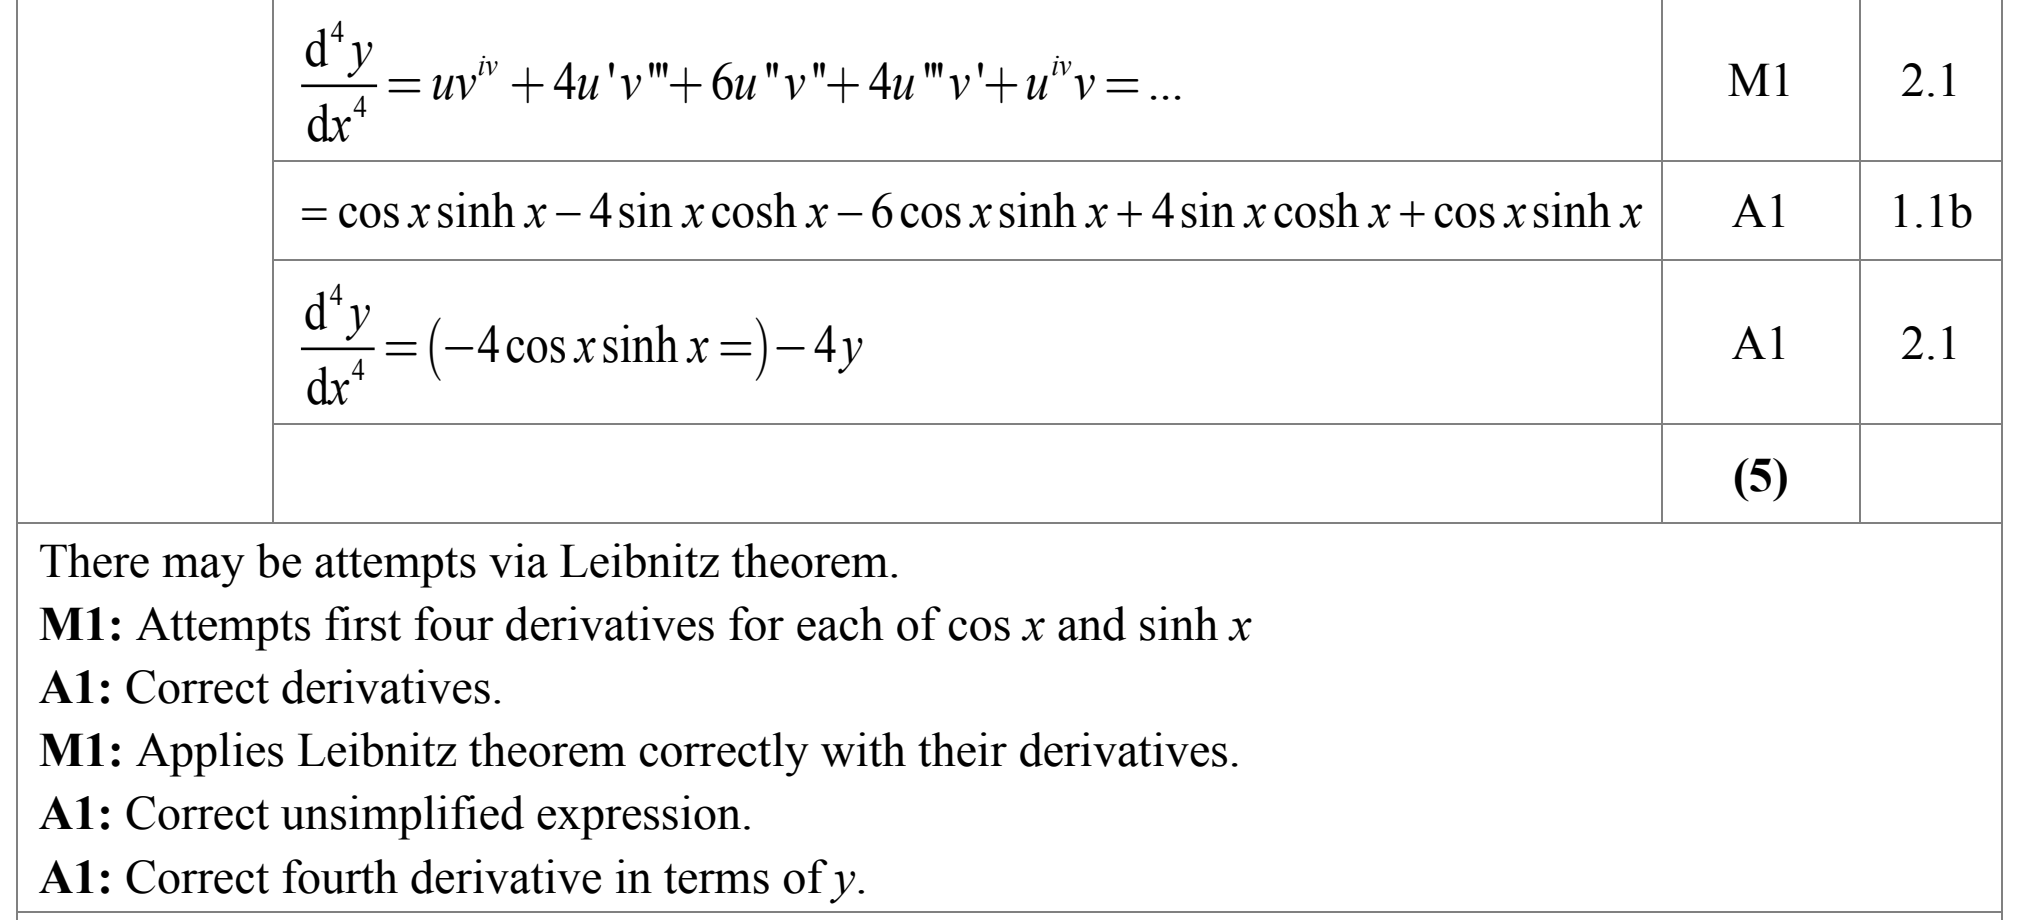 d⁴y/dx⁴ = uv^{iv} + 4u'v''' + 6u''v'' + 4u'''v' + u^{iv}v = ... M1 2.1
= cos x sinh x − 4 sin x cosh x − 6 cos x sinh x + 4 sin x cosh x + cos x sinh x A1 1.1b
d⁴y/dx⁴ = (−4 cos x sinh x =) − 4y A1 2.1
(5)
There may be attempts via Leibnitz theorem.
M1: Attempts first four derivatives for each of cos x and sinh x
A1: Correct derivatives.
M1: Applies Leibnitz theorem correctly with their derivatives.
A1: Correct unsimplified expression.
A1: Correct fourth derivative in terms of y.